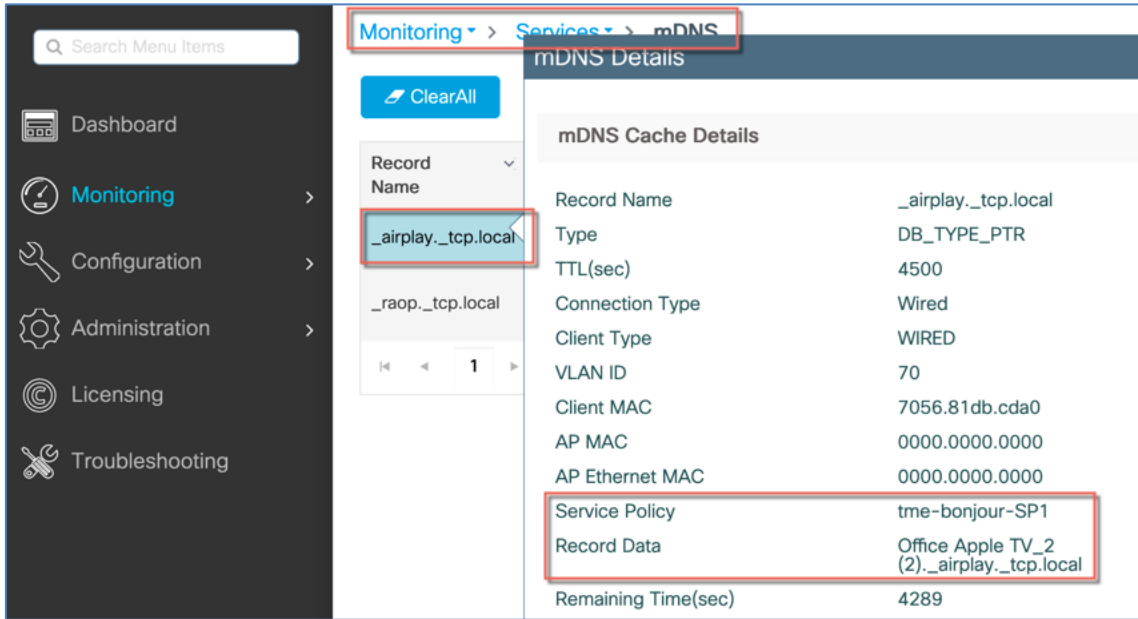 Search Menu Items
Dashboard
Monitoring
Configuration
Administration
Licensing
Troubleshooting
Monitoring > Services > mDNS
ClearAll
Record
Name
_airplay._tcp.local
_raop._tcp.local
1
mDNS Details
mDNS Cache Details
Record Name _airplay._tcp.local
Type DB_TYPE_PTR
TTL(sec) 4500
Connection Type Wired
Client Type WIRED
VLAN ID 70
Client MAC 7056.81db.cda0
AP MAC 0000.0000.0000
AP Ethernet MAC 0000.0000.0000
Service Policy tme-bonjour-SP1
Record Data Office Apple TV_2
(2)._airplay._tcp.local
Remaining Time(sec) 4289